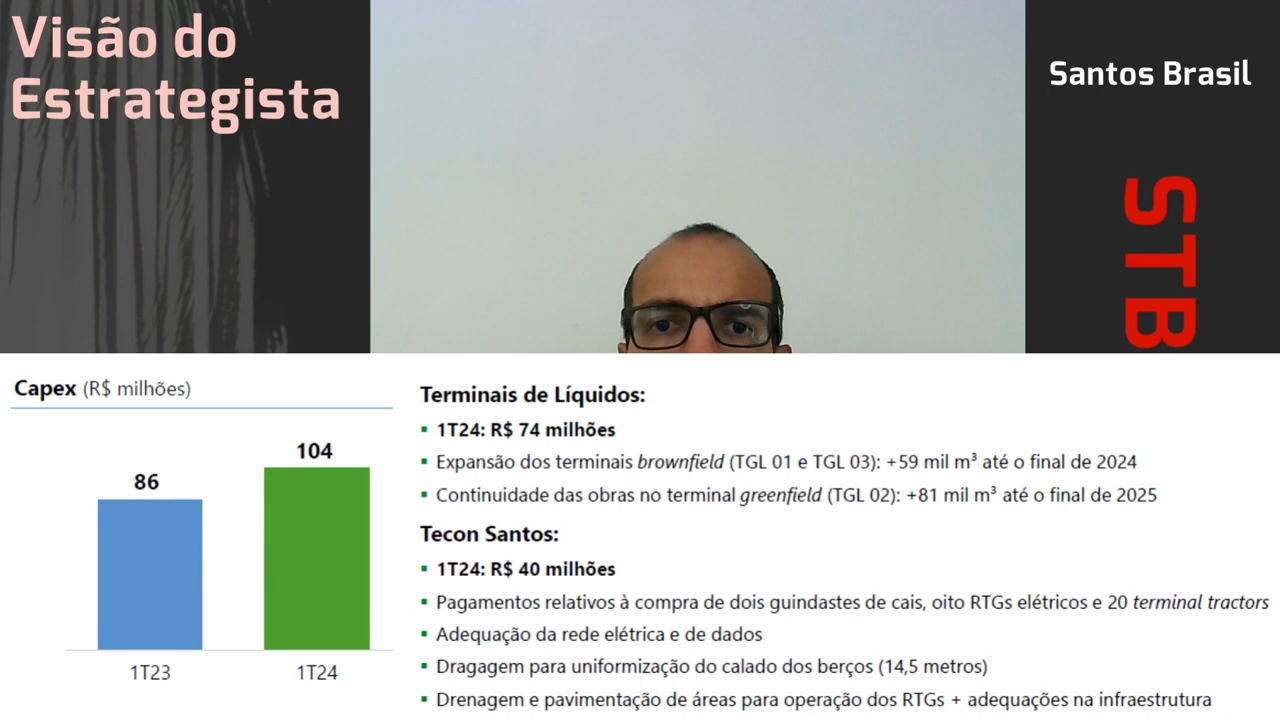 Visão do
Estrategista
Santos Brasil
STB
Capex (R$ milhões)
86
104
1T23
1T24
Terminais de Líquidos:
▪ 1T24: R$ 74 milhões
▪ Expansão dos terminais brownfield (TGL 01 e TGL 03): +59 mil m³ até o final de 2024
▪ Continuidade das obras no terminal greenfield (TGL 02): +81 mil m³ até o final de 2025
Tecon Santos:
▪ 1T24: R$ 40 milhões
▪ Pagamentos relativos à compra de dois guindastes de cais, oito RTGs elétricos e 20 terminal tractors
▪ Adequação da rede elétrica e de dados
▪ Dragagem para uniformização do calado dos berços (14,5 metros)
▪ Drenagem e pavimentação de áreas para operação dos RTGs + adequações na infraestrutura